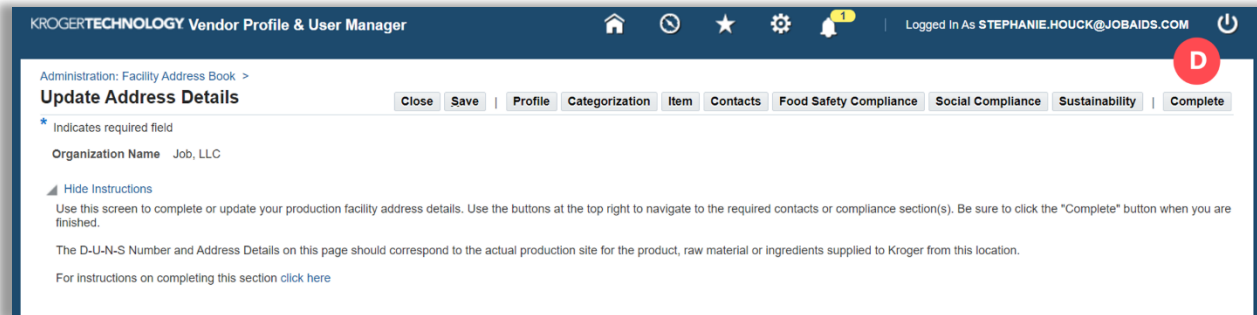 KROGERTECHNOLOGY. Vendor Profile & User Manager 1 Logged In As STEPHANIE.HOUCK@JOBAIDS.COM
D
Administration: Facility Address Book >
Update Address Details Close Save | Profile Categorization Item Contacts Food Safety Compliance Social Compliance Sustainability | Complete
* Indicates required field
Organization Name Job, LLC
Hide Instructions
Use this screen to complete or update your production facility address details. Use the buttons at the top right to navigate to the required contacts or compliance section(s). Be sure to click the "Complete" button when you are
finished.
The D-U-N-S Number and Address Details on this page should correspond to the actual production site for the product, raw material or ingredients supplied to Kroger from this location.
For instructions on completing this section click here